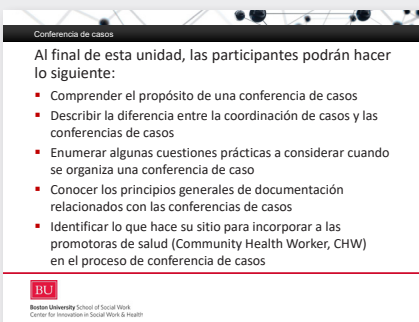 Conferencia de casos
Al final de esta unidad, las participantes podrán hacer
lo siguiente:
▪ Comprender el propósito de una conferencia de casos
▪ Describir la diferencia entre la coordinación de casos y las
conferencias de casos
▪ Enumerar algunas cuestiones prácticas a considerar cuando
se organiza una conferencia de caso
▪ Conocer los principios generales de documentación
relacionados con las conferencias de casos
▪ Identificar lo que hace su sitio para incorporar a las
promotoras de salud (Community Health Worker, CHW)
en el proceso de conferencia de casos
BU
Boston University School of Social Work
Center for Innovation in Social Work & Health